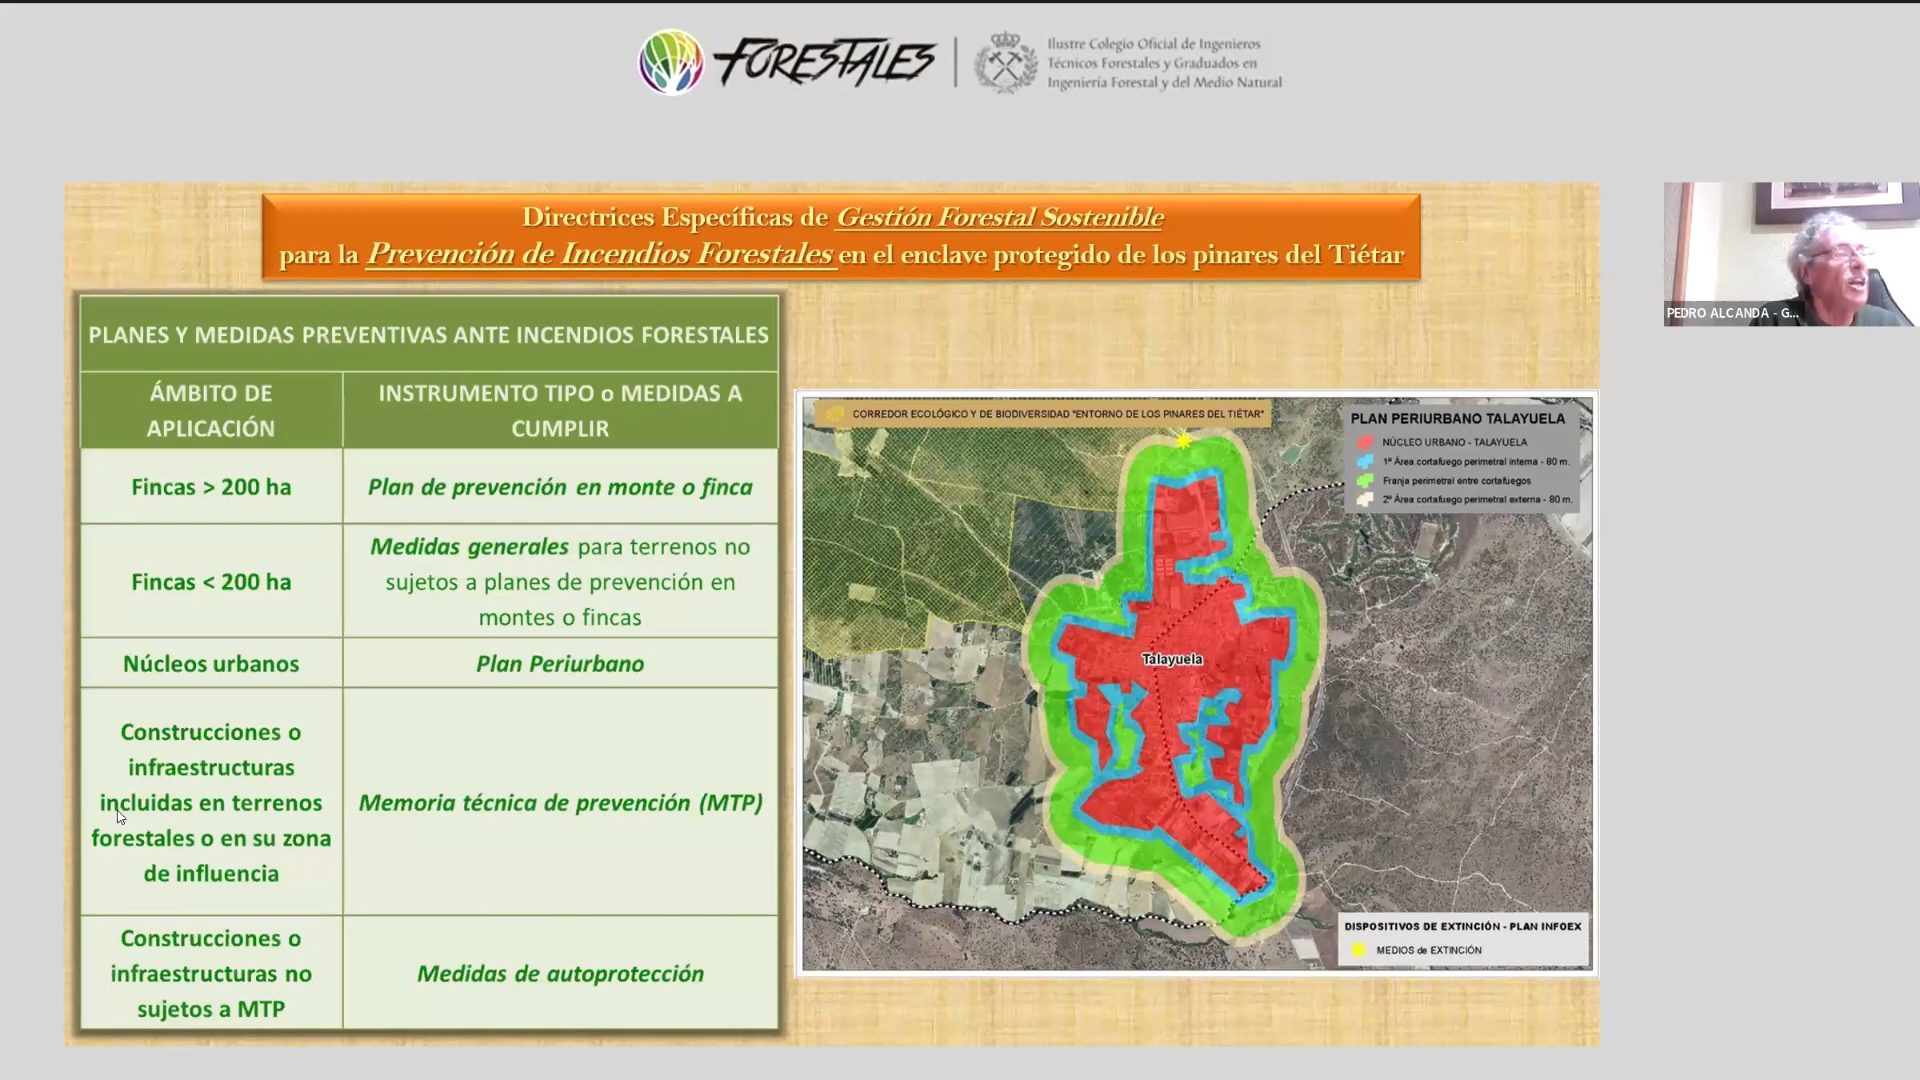 FORESTALES
Ilustre Colegio Oficial de Ingenieros
Técnicos Forestales y Graduados en
Ingeniería Forestal y del Medio Natural
Directrices Específicas de Gestión Forestal Sostenible
para la Prevención de Incendios Forestales en el enclave protegido de los pinares del Tiétar
PEDRO ALCANDA - G...
PLANES Y MEDIDAS PREVENTIVAS ANTE INCENDIOS FORESTALES
ÁMBITO DE
APLICACIÓN
INSTRUMENTO TIPO o MEDIDAS A
CUMPLIR
Fincas > 200 ha
Plan de prevención en monte o finca
Fincas < 200 ha
Medidas generales para terrenos no
sujetos a planes de prevención en
montes o fincas
Núcleos urbanos
Plan Periurbano
Construcciones o
infraestructuras
incluidas en terrenos
forestales o en su zona
de influencia
Memoria técnica de prevención (MTP)
Construcciones o
infraestructuras no
sujetos a MTP
Medidas de autoprotección
CORREDOR ECOLÓGICO Y DE BIODIVERSIDAD "ENTORNO DE LOS PINARES DEL TIÉTAR"
PLAN PERIURBANO TALAYUELA
NÚCLEO URBANO - TALAYUELA
1ª Área cortafuego perimetral interna - 80 m.
Franja perimetral entre cortafuegos
2ª Área cortafuego perimetral externa - 80 m.
Talayuela
DISPOSITIVOS DE EXTINCIÓN - PLAN INFOEX
MEDIOS de EXTINCIÓN